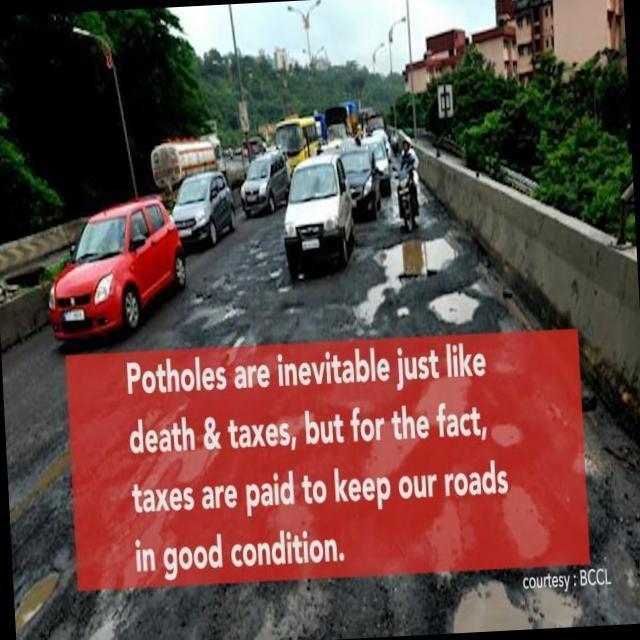 Potholes are inevitable just like
death & taxes, but for the fact,
taxes are paid to keep our roads
in good condition.
courtesy : BCCL